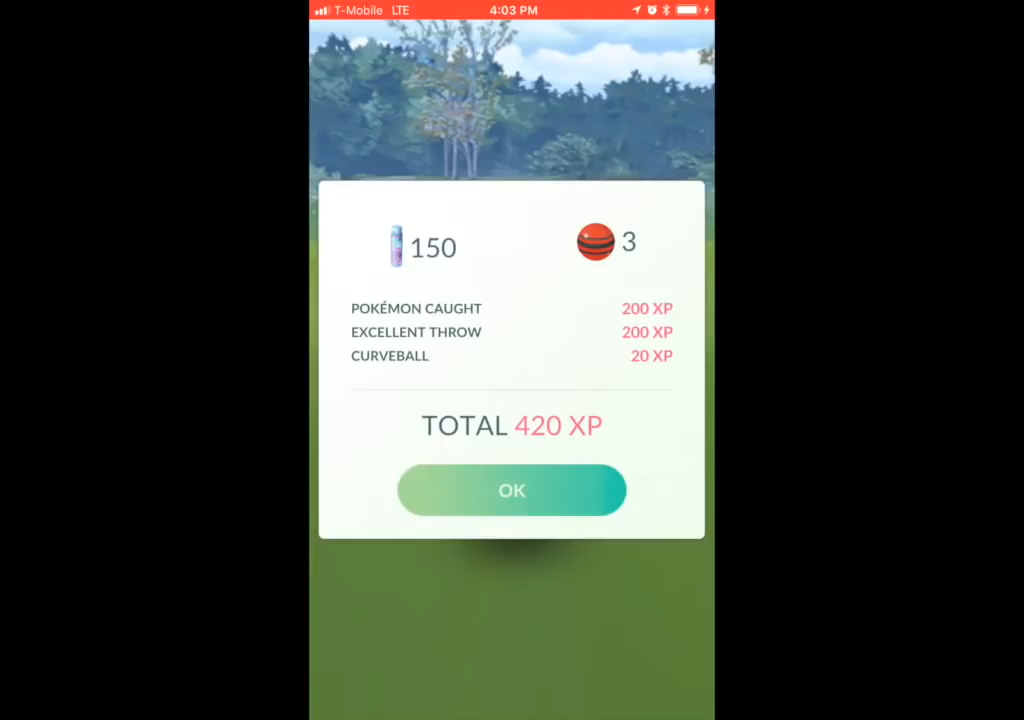 T-Mobile LTE 4:03 PM
150 3
POKÉMON CAUGHT 200 XP
EXCELLENT THROW 200 XP
CURVEBALL 20 XP
TOTAL 420 XP
OK